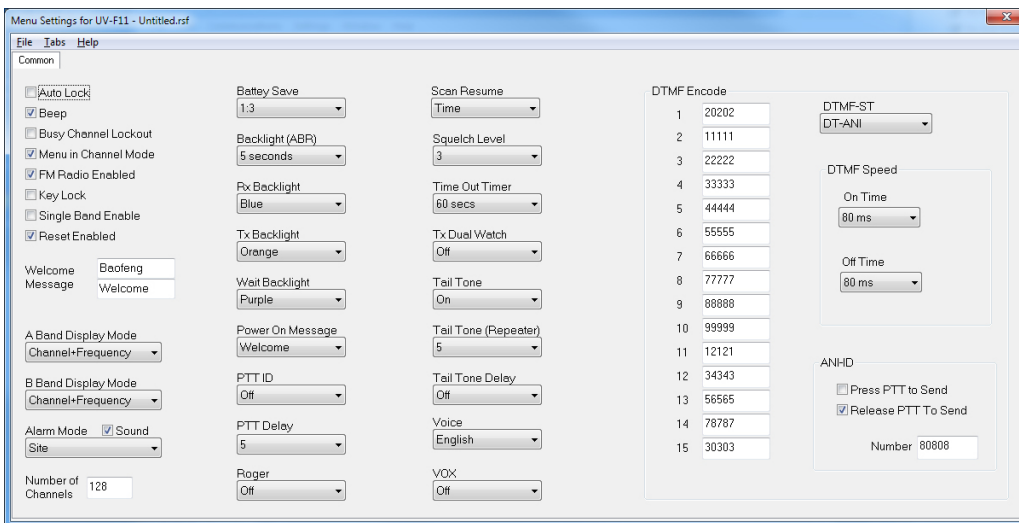 Menu Settings for UV-F11 - Untitled.rsf
File Tabs Help
Common
Auto Lock
Beep
Busy Channel Lockout
Menu in Channel Mode
FM Radio Enabled
Key Lock
Single Band Enable
Reset Enabled
Welcome Message
Baofeng
Welcome
A Band Display Mode
Channel+Frequency
B Band Display Mode
Channel+Frequency
Alarm Mode Sound
Site
Number of Channels
128
Battey Save
1:3
Backlight (ABR)
5 seconds
Rx Backlight
Blue
Tx Backlight
Orange
Wait Backlight
Purple
Power On Message
Welcome
PTT ID
Off
PTT Delay
5
Roger
Off
Scan Resume
Time
Squelch Level
3
Time Out Timer
60 secs
Tx Dual Watch
Off
Tail Tone
On
Tail Tone (Repeater)
5
Tail Tone Delay
Off
Voice
English
VOX
Off
DTMF Encode
1 20202
2 11111
3 22222
4 33333
5 44444
6 55555
7 66666
8 77777
9 88888
10 99999
11 12121
12 34343
13 56565
14 78787
15 30303
DTMF-ST
DT-ANI
DTMF Speed
On Time
80 ms
Off Time
80 ms
ANI-ID
Press PTT to Send
Release PTT To Send
Number 80808